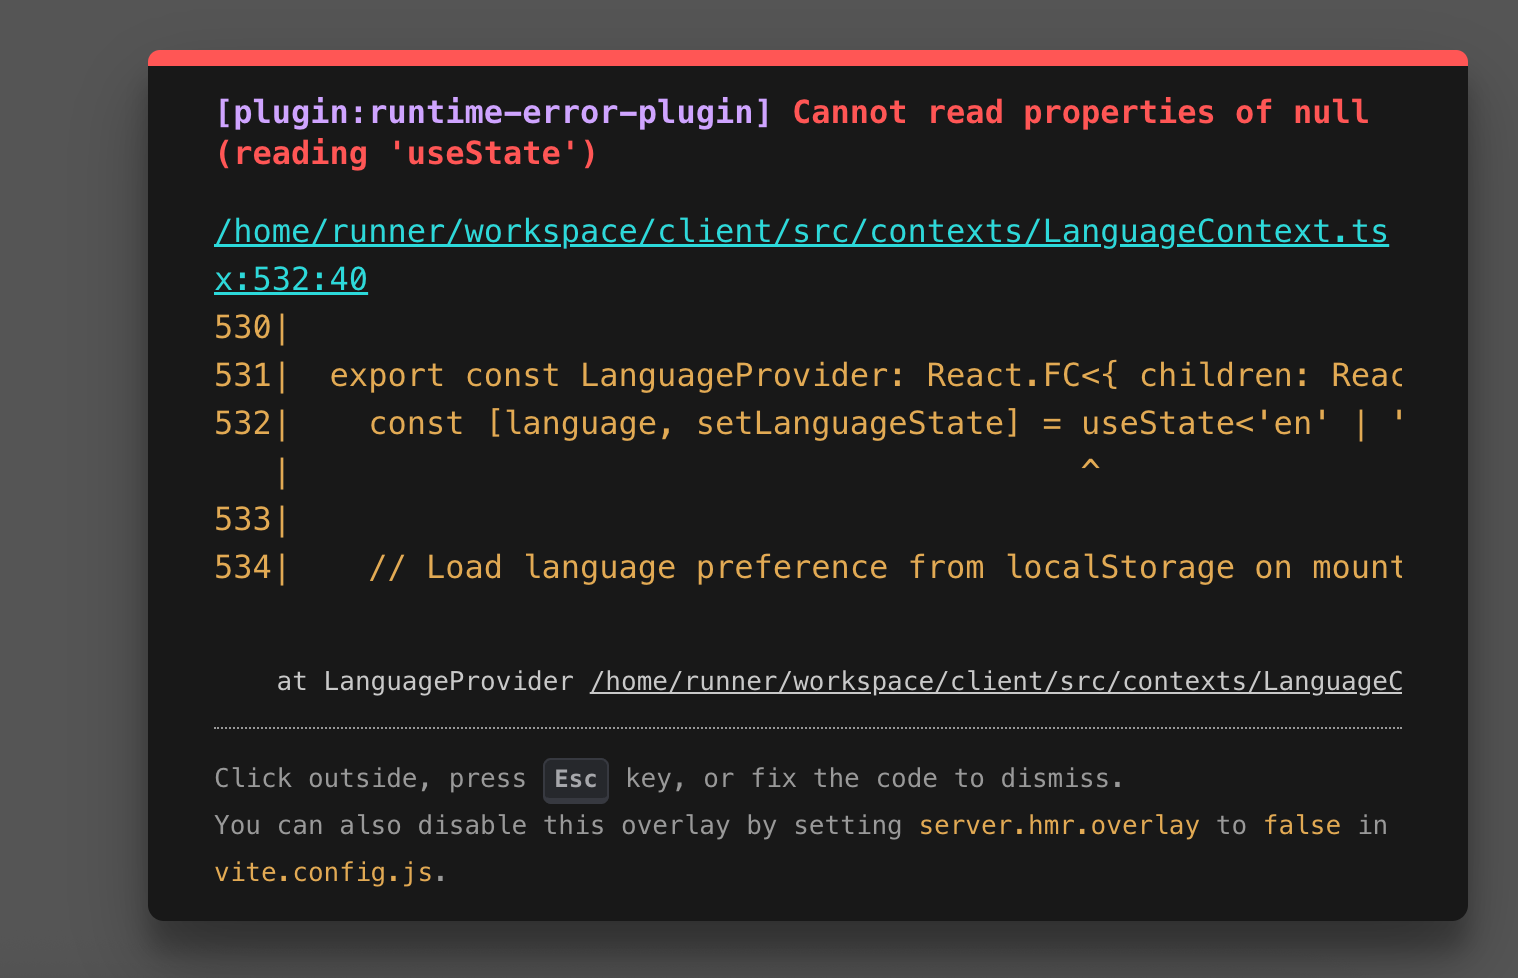 [plugin:runtime-error-plugin] Cannot read properties of null
(reading 'useState')
/home/runner/workspace/client/src/contexts/LanguageContext.ts
x:532:40
530|
531|  export const LanguageProvider: React.FC<{ children: Reac
532|    const [language, setLanguageState] = useState<'en' | '
   |                                         ^
533|
534|    // Load language preference from localStorage on mount
at LanguageProvider /home/runner/workspace/client/src/contexts/LanguageC
Click outside, press Esc key, or fix the code to dismiss.
You can also disable this overlay by setting server.hmr.overlay to false in
vite.config.js.